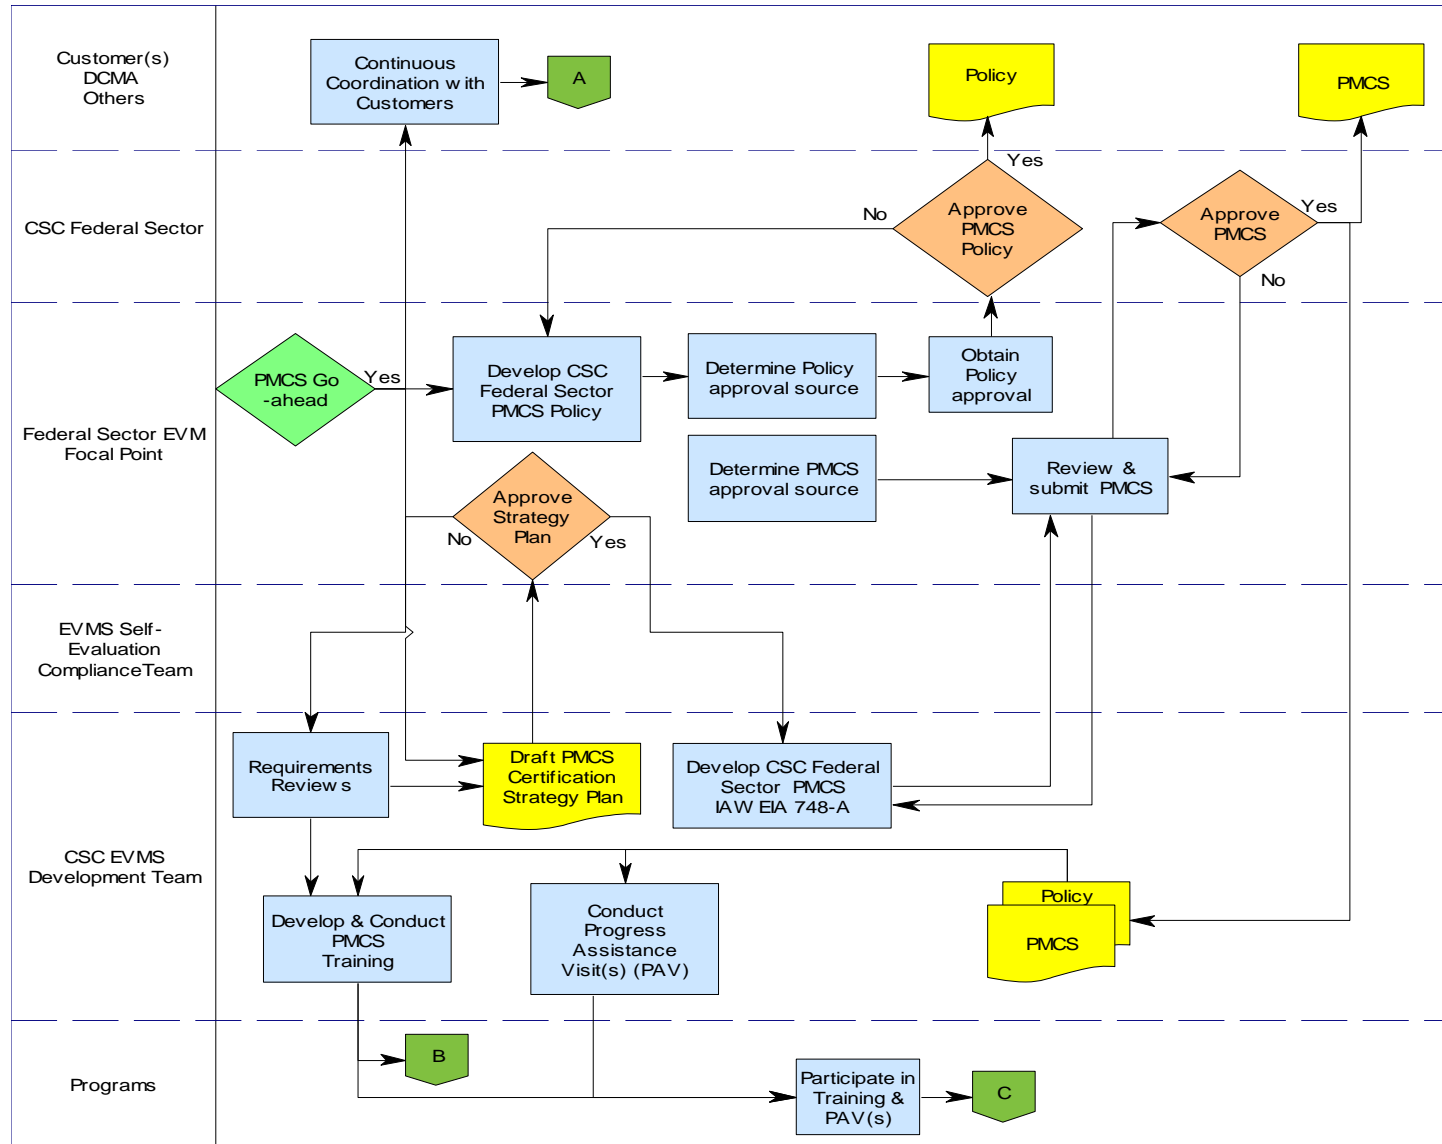 Customer(s)
DCMA
Others
Continuous
Coordination with
Customers
A
Policy
PMCS
Yes
CSC Federal Sector
No
Approve
PMCS
Policy
Approve
PMCS
Yes
No
Federal Sector EVM
Focal Point
PMCS Go
-ahead
Yes
Develop CSC
Federal Sector
PMCS Policy
Determine Policy
approval source
Obtain
Policy
approval
Determine PMCS
approval source
Review &
submit PMCS
Approve
Strategy
Plan
No
Yes
EVMS Self-
Evaluation
ComplianceTeam
CSC EVMS
Development Team
Requirements
Reviews
Draft PMCS
Certification
Strategy Plan
Develop CSC Federal
Sector PMCS
IAW EIA 748-A
Develop & Conduct
PMCS
Training
Conduct
Progress
Assistance
Visit(s) (PAV)
Policy
PMCS
Programs
B
Participate in
Training &
PAV(s)
C